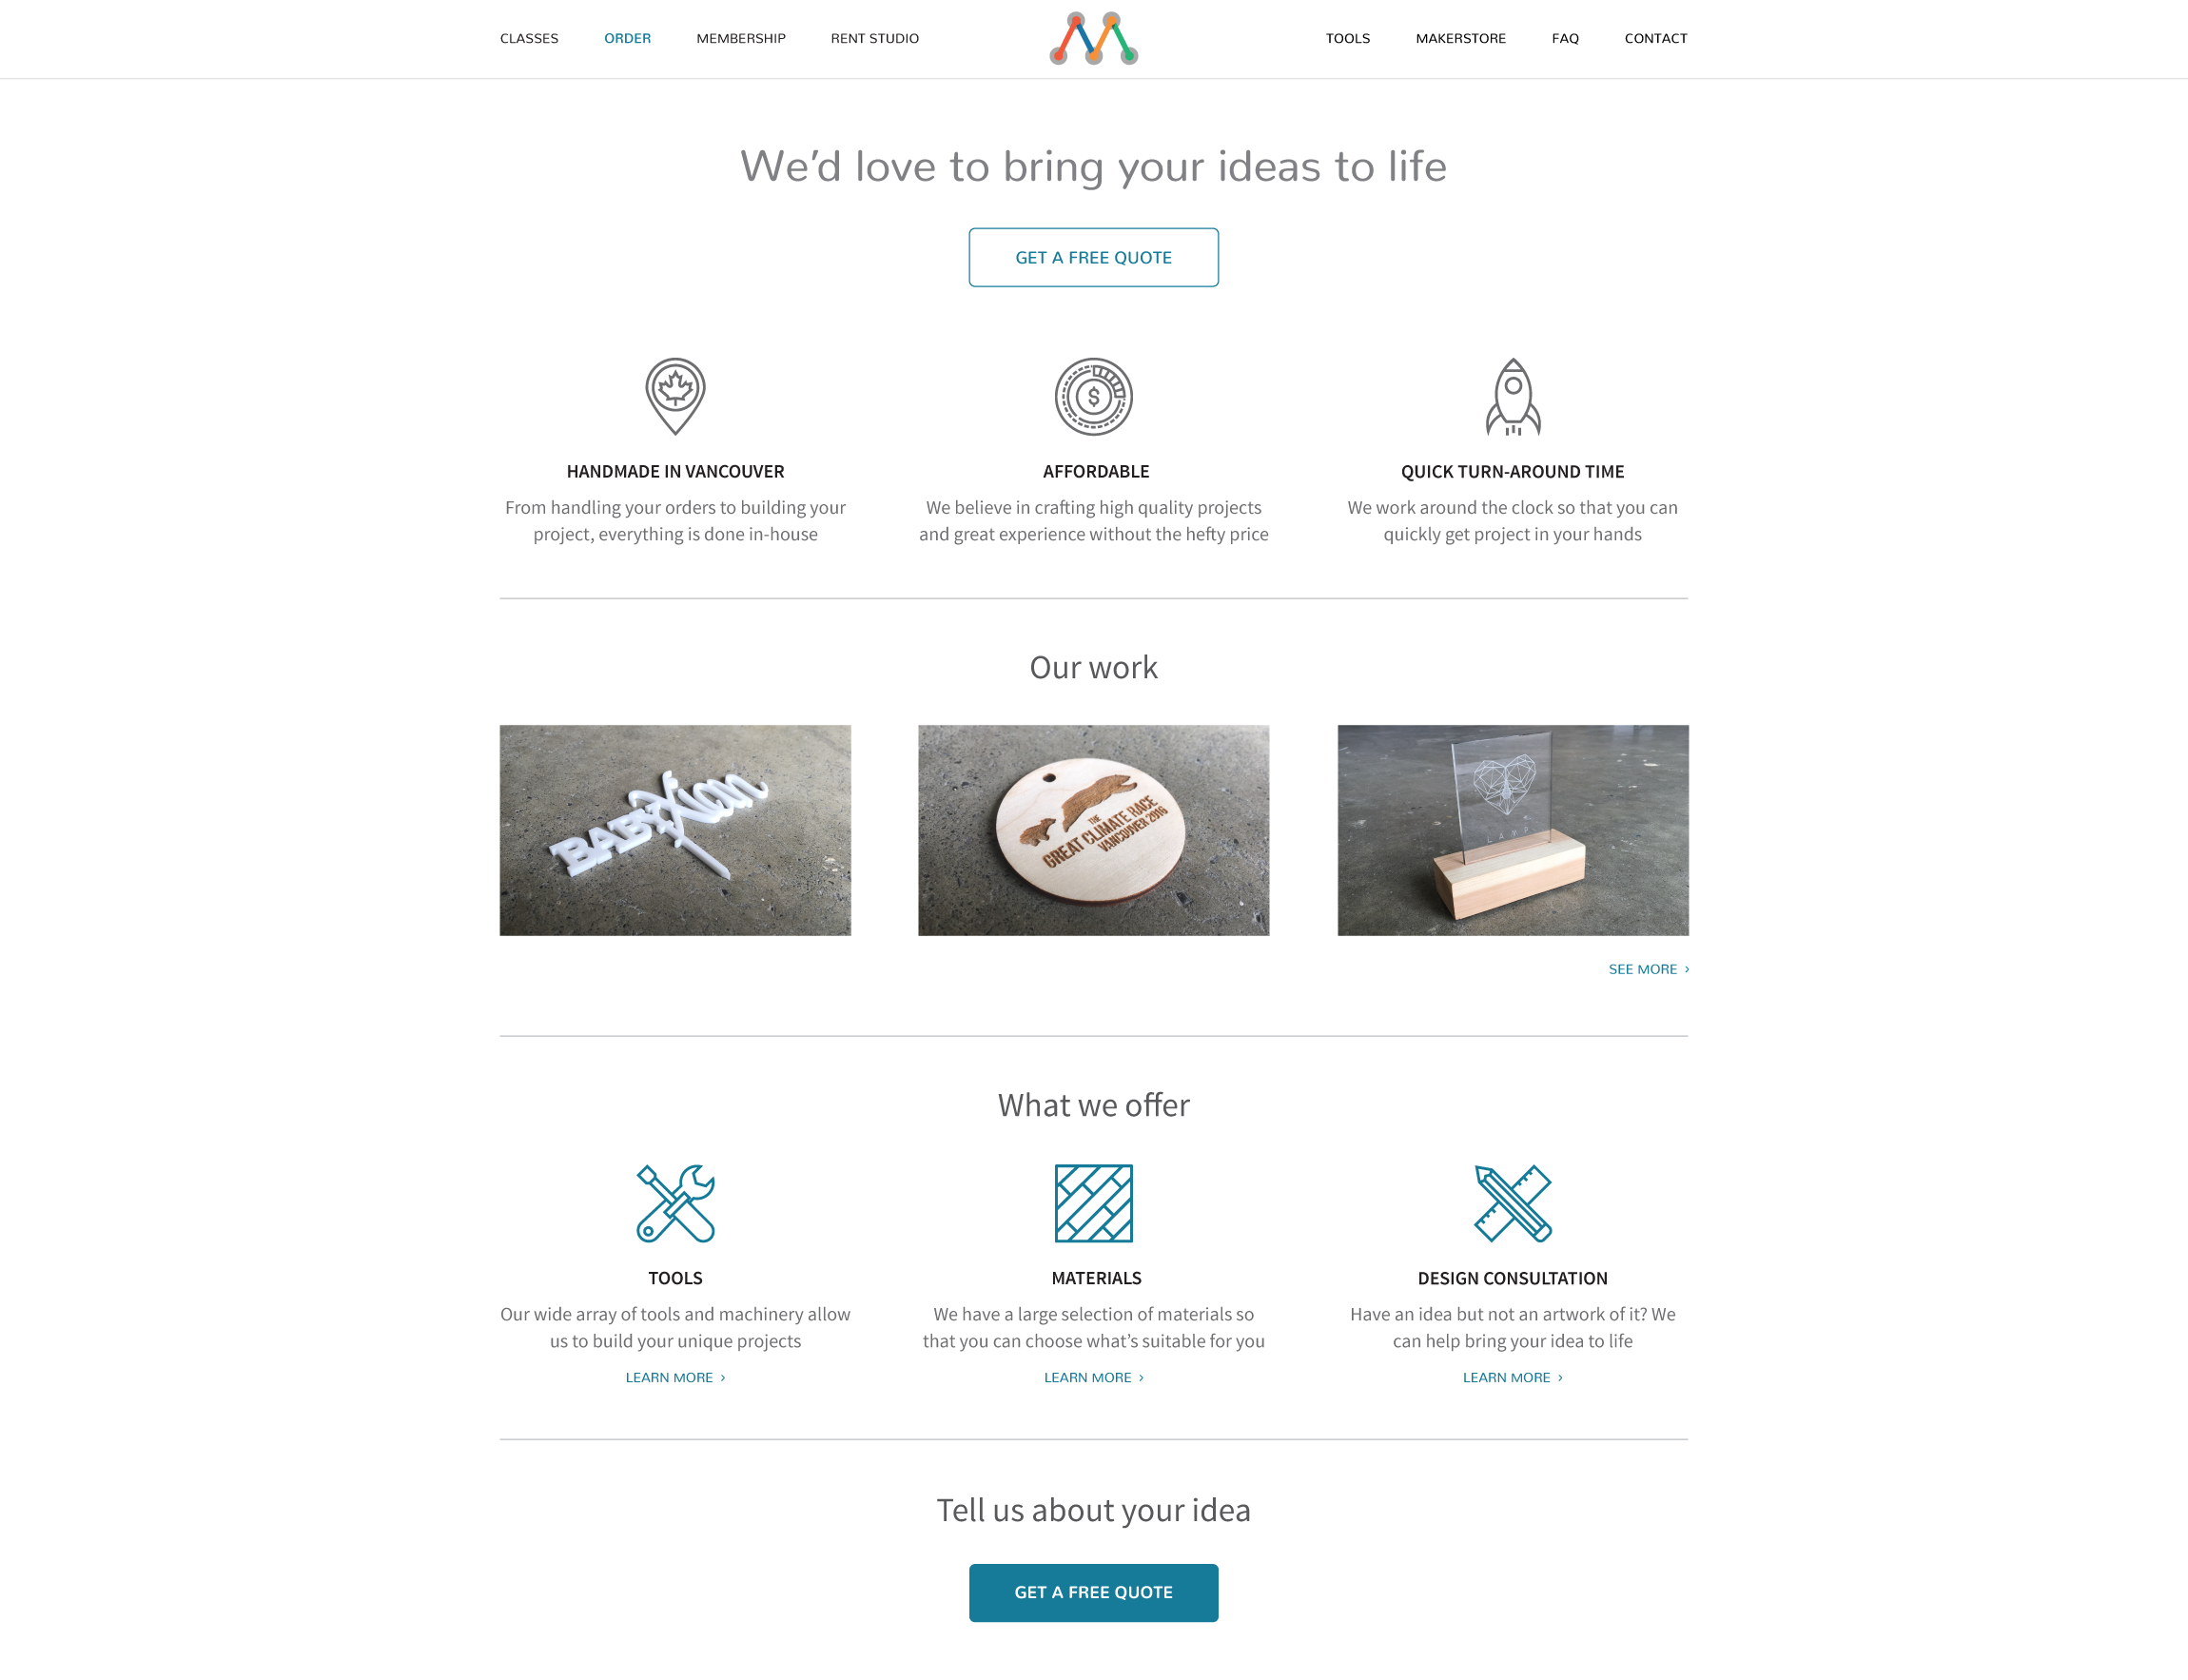 CLASSES ORDER MEMBERSHIP RENT STUDIO TOOLS MAKERSTORE FAQ CONTACT
We’d love to bring your ideas to life
GET A FREE QUOTE
$
HANDMADE IN VANCOUVER
From handling your orders to building your
project, everything is done in-house
AFFORDABLE
We believe in crafting high quality projects
and great experience without the hefty price
QUICK TURN-AROUND TIME
We work around the clock so that you can
quickly get project in your hands
Our work
THE
GREAT CLIMATE RACE
VANCOUVER 2016
SEE MORE ›
What we offer
TOOLS
Our wide array of tools and machinery allow
us to build your unique projects
LEARN MORE ›
MATERIALS
We have a large selection of materials so
that you can choose what’s suitable for you
LEARN MORE ›
DESIGN CONSULTATION
Have an idea but not an artwork of it? We
can help bring your idea to life
LEARN MORE ›
Tell us about your idea
GET A FREE QUOTE